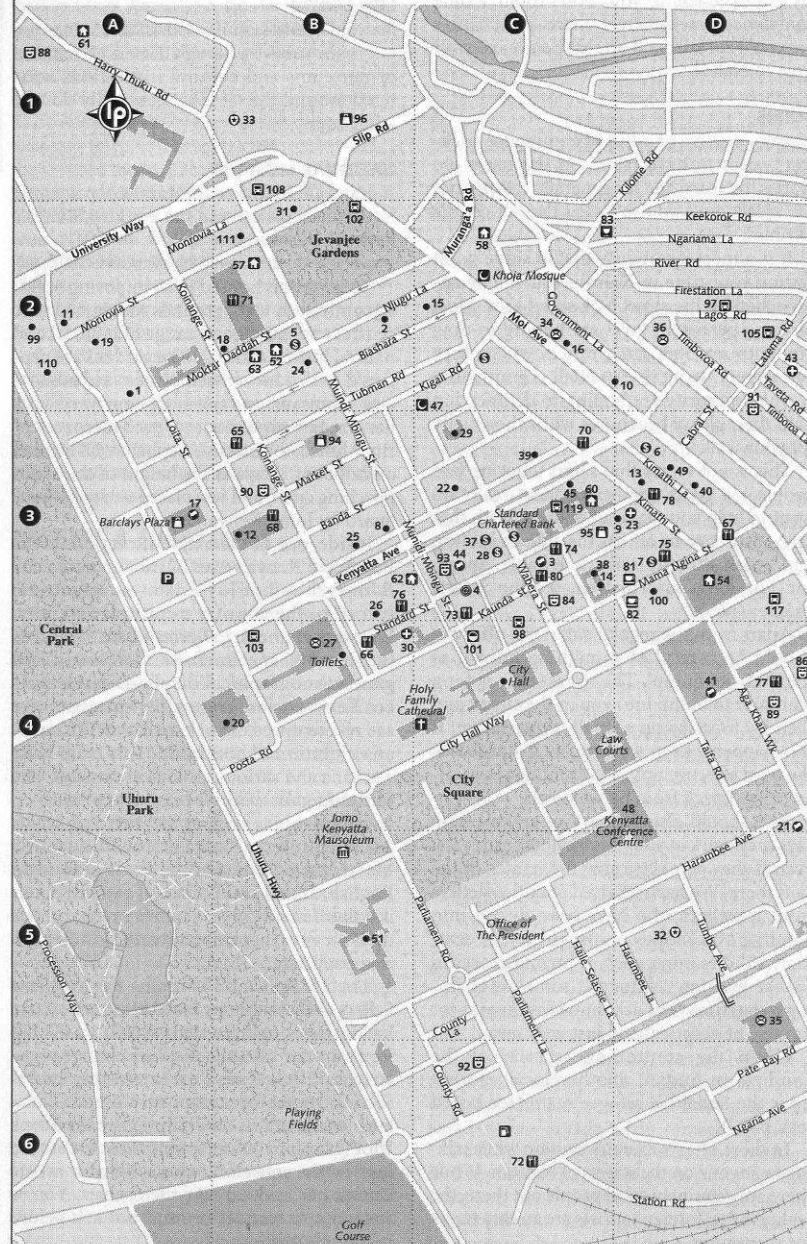 A
B
C
D
61
88
Harry Thuku Rd
1
lp
33
96
Slip Rd
Kilome Rd
108
31
102
Muranga'a Rd
83
Keekorok Rd
University Way
Monrovia La
111
Jevanjee
Gardens
58
Ngariama La
57
Khoja Mosque
River Rd
Firestation La
2
71
Njugu La
15
Government La
97
Lagos Rd
11
Monrovia St
Koinange St
2
34
36
105
Latema Rd
99
19
18
5
Biashara St
Moi Ave
16
Timboroa Rd
43
110
Moktar Daddah St
63
52
24
Tubman Rd
Kigali Rd
10
Taveta Rd
1
Muindi Mbingu St
47
Cabral St
91
Timboroa La
Loita St
65
94
29
70
6
Koinange St
Market St
39
13
Kimathi La
49
90
22
45
60
78
40
3
17
Banda St
8
Standard
Chartered Bank
119
9
23
Kimathi St
67
Barclays Plaza
68
12
25
Muindi Mbingu St
37
95
75
Kenyatta Ave
93
44
28
74
7
P
62
3
38
81
Mama Ngina St
76
4
80
14
54
26
Standard St
73
Kaunda st
Wabera St
84
82
100
117
Central
Park
103
27
Toilets
66
30
101
98
City
Hall
86
77
41
89
4
20
Holy
Family
Cathedral
Aga Khan Wk
Posta Rd
City Hall Way
Law
Courts
City
Square
Taifa Rd
Uhuru
Park
48
Kenyatta
Conference
Centre
21
Jomo
Kenyatta
Mausoleum
Harambee Ave
Uhuru Hwy
5
Parliament Rd
Office of
The President
32
Tumbo Ave
51
Procession Way
Haile Selassie La
Harambee la
35
County
La
Parliament La
92
Pate Bay Rd
County Rd
Ngaria Ave
Playing
Fields
6
72
Station Rd
Golf
Course